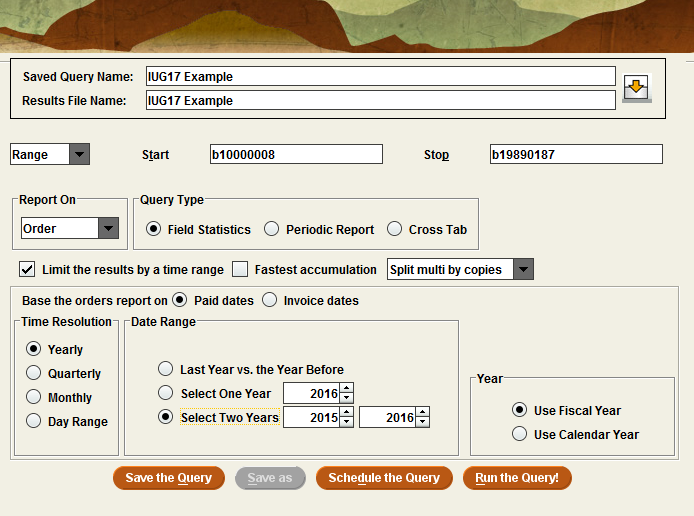 Saved Query Name: IUG17 Example
Results File Name: IUG17 Example
Range Start b10000008 Stop b19890187
Report On Query Type
Order Field Statistics Periodic Report Cross Tab
Limit the results by a time range Fastest accumulation Split multi by copies
Base the orders report on Paid dates Invoice dates
Time Resolution Date Range
Yearly
Last Year vs. the Year Before
Quarterly
Year
Monthly Select One Year 2016
Use Fiscal Year
Day Range Select Two Years 2015 2016
Use Calendar Year
Save the Query Save as Schedule the Query Run the Query!